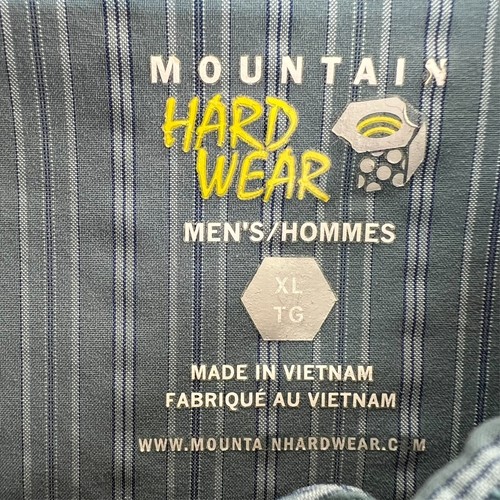 MOUNTAIN
HARD
WEAR
MEN'S/HOMMES
XL
TG
MADE IN VIETNAM
FABRIQUÉ AU VIETNAM
WWW.MOUNTA NHARDWEAR.C M